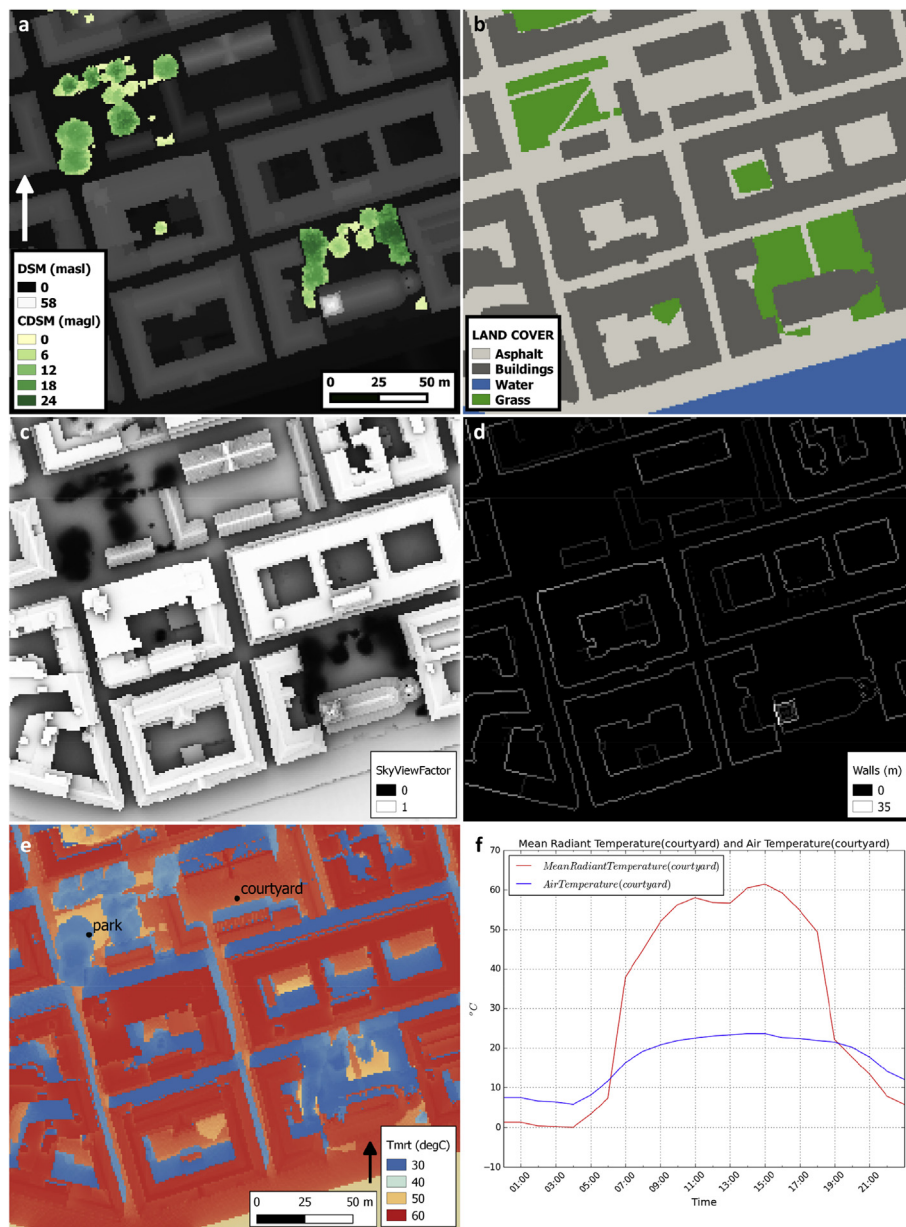 a
DSM (masl)
0
58
CDSM (magl)
0
6
12
18
24
0 25 50 m
b
LAND COVER
Asphalt
Buildings
Water
Grass
c
SkyViewFactor
0
1
d
Walls (m)
0
35
e
courtyard
park
Tmrt (degC)
30
40
50
60
0 25 50 m
f
Mean Radiant Temperature(courtyard) and Air Temperature(courtyard)
MeanRadiantTemperature(courtyard)
AirTemperature(courtyard)
70
60
50
40
30
20
10
0
−10
°C
01:00 03:00 05:00 07:00 09:00 11:00 13:00 15:00 17:00 19:00 21:00
Time